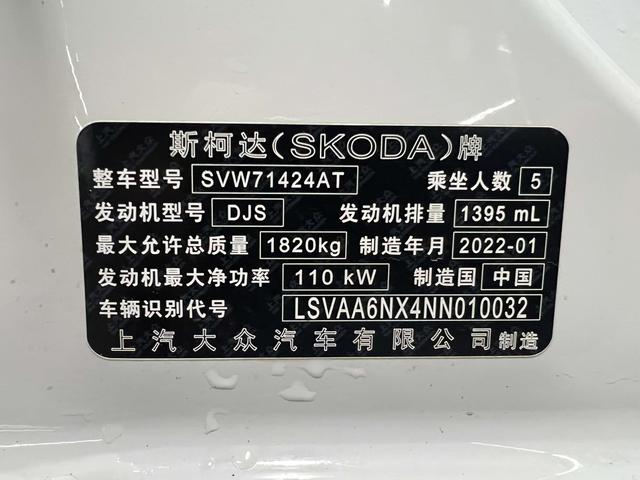 斯柯达(SKODA)牌
整车型号 SVW71424AT 乘坐人数 5
发动机型号 DJS 发动机排量 1395 mL
最大允许总质量 1820kg 制造年月 2022-01
发动机最大净功率 110 kW 制造国 中国
车辆识别代号 LSVAA6NX4NN010032
上汽大众汽车有限公司制造